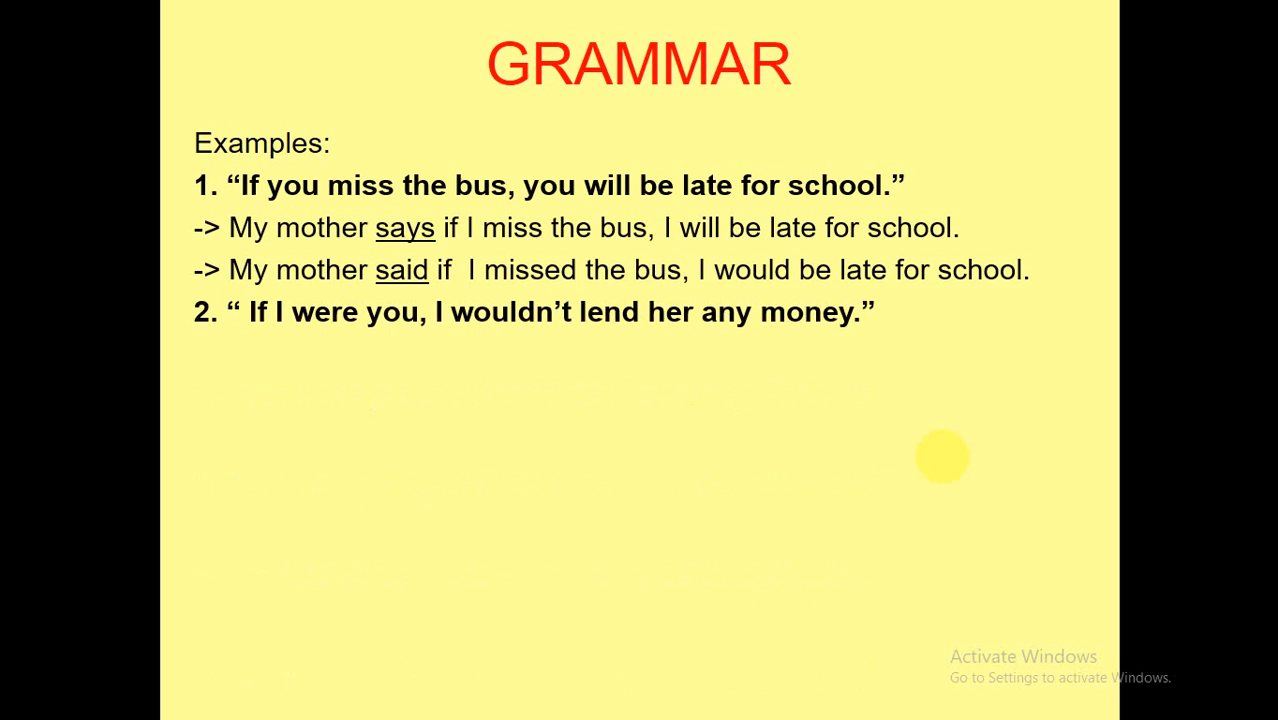 GRAMMAR
Examples:
1. “If you miss the bus, you will be late for school.”
-> My mother says if I miss the bus, I will be late for school.
-> My mother said if  I missed the bus, I would be late for school.
2. “ If I were you, I wouldn’t lend her any money.”
Activate Windows
Go to Settings to activate Windows.